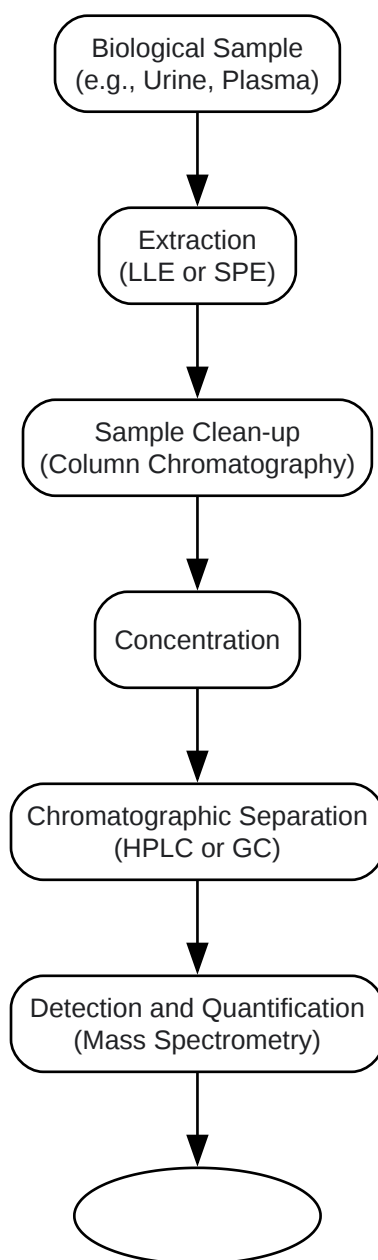 Biological Sample
(e.g., Urine, Plasma)
Extraction
(LLE or SPE)
Sample Clean-up
(Column Chromatography)
Concentration
Chromatographic Separation
(HPLC or GC)
Detection and Quantification
(Mass Spectrometry)